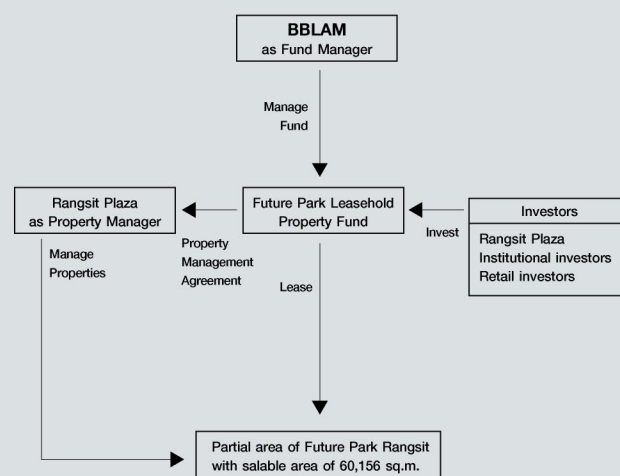 BBLAM
as Fund Manager
Manage
Fund
Rangsit Plaza
as Property Manager
Future Park Leasehold
Property Fund
Investors
Rangsit Plaza
Institutional investors
Retail investors
Invest
Manage
Properties
Property
Management
Agreement
Lease
Partial area of Future Park Rangsit
with salable area of 60,156 sq.m.